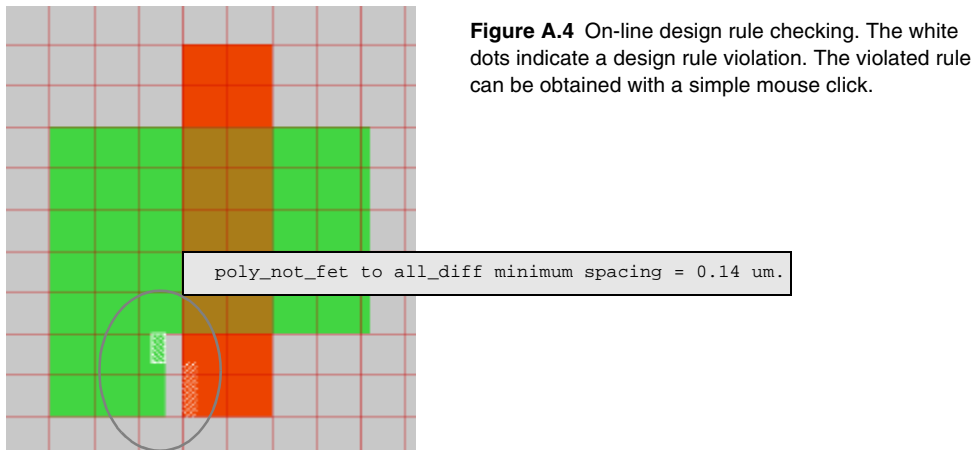 Figure A.4 On-line design rule checking. The white
dots indicate a design rule violation. The violated rule
can be obtained with a simple mouse click.
poly_not_fet to all_diff minimum spacing = 0.14 um.